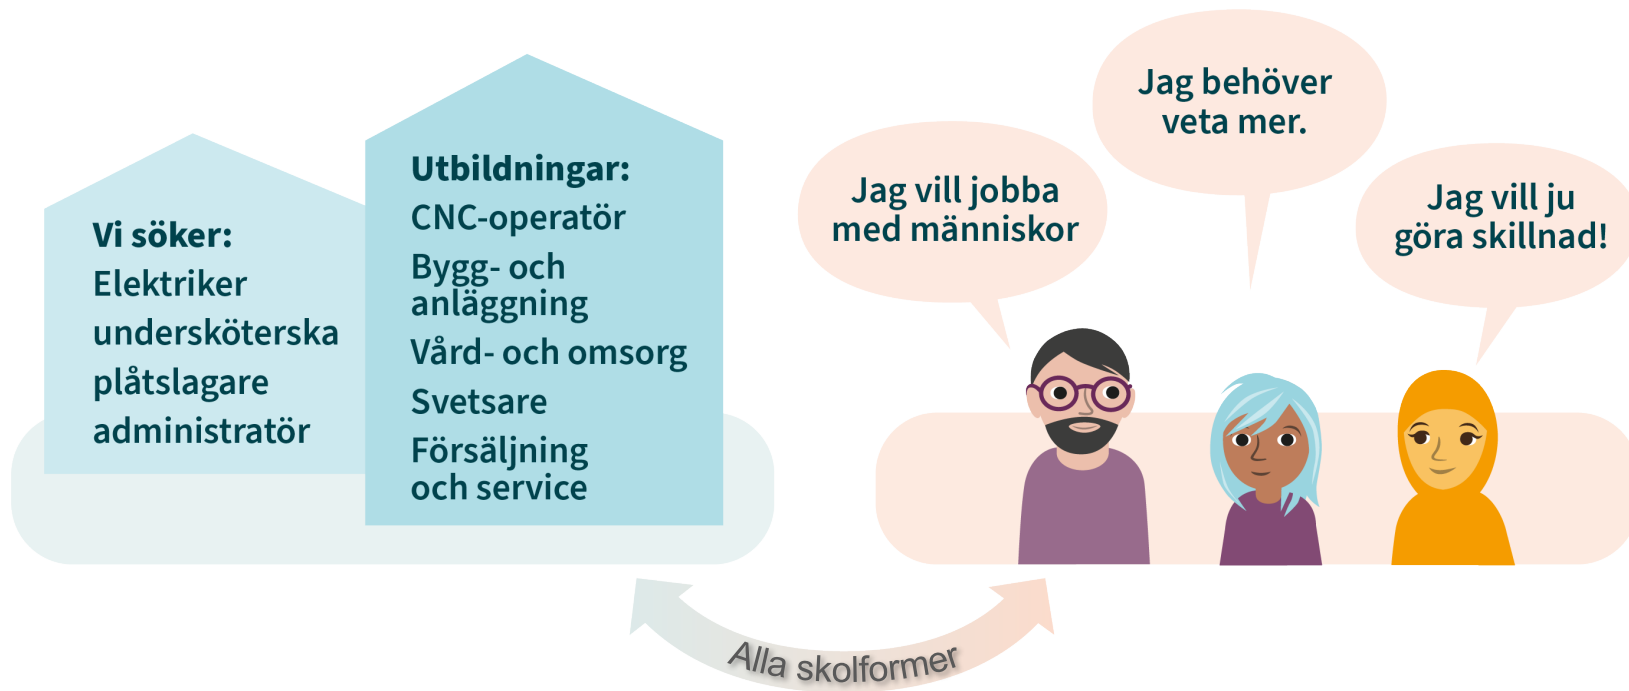 Vi söker:
Elektriker
undersköterska
plåtslagare
administratör
Utbildningar:
CNC-operatör
Bygg- och
anläggning
Vård- och omsorg
Svetsare
Försäljning
och service
Jag vill jobba
med människor
Jag behöver
veta mer.
Jag vill ju
göra skillnad!
Alla skolformer